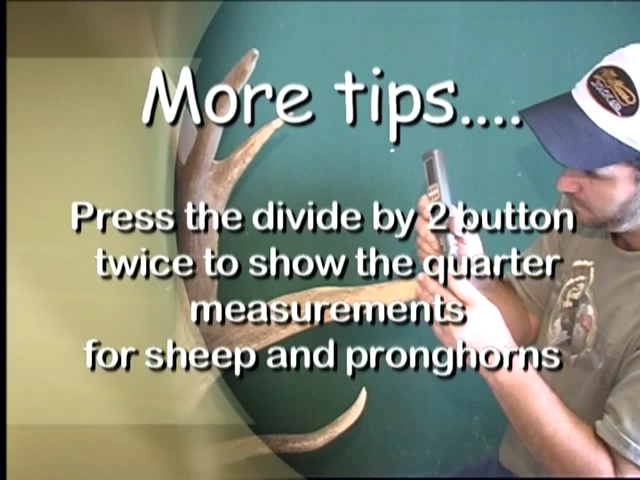 More tips....
Press the divide by 2 button
twice to show the quarter
measurements
for sheep and pronghorns